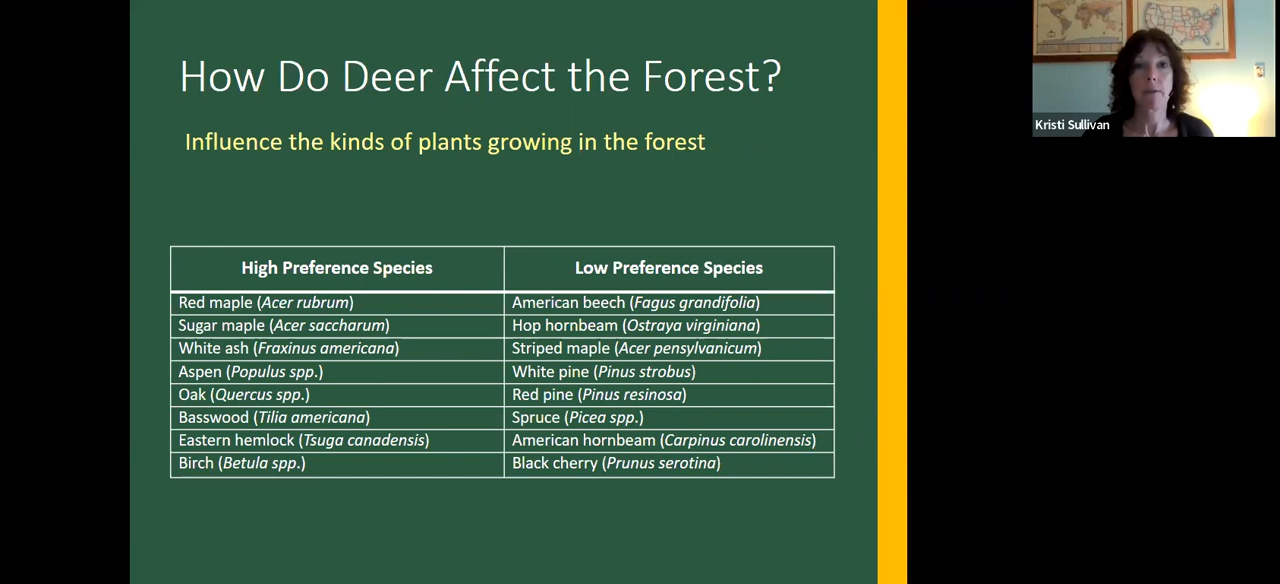 How Do Deer Affect the Forest?
Influence the kinds of plants growing in the forest
High Preference Species Low Preference Species
Red maple (Acer rubrum) American beech (Fagus grandifolia)
Sugar maple (Acer saccharum) Hop hornbeam (Ostraya virginiana)
White ash (Fraxinus americana) Striped maple (Acer pensylvanicum)
Aspen (Populus spp.) White pine (Pinus strobus)
Oak (Quercus spp.) Red pine (Pinus resinosa)
Basswood (Tilia americana) Spruce (Picea spp.)
Eastern hemlock (Tsuga canadensis) American hornbeam (Carpinus carolinensis)
Birch (Betula spp.) Black cherry (Prunus serotina)
Kristi Sullivan